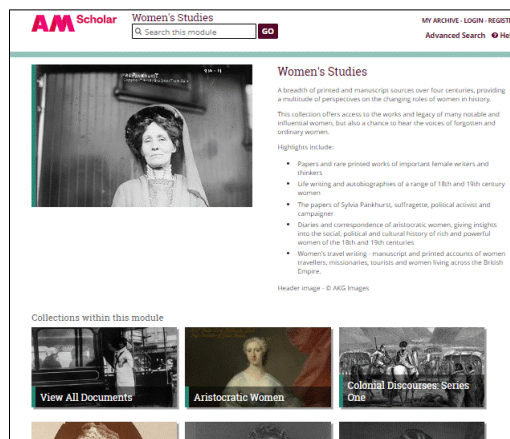 AM Scholar
Women's Studies
Search this module
GO
MY ARCHIVE - LOGIN - REGIST
Advanced Search Hel
Women's Studies
A breadth of printed and manuscript sources over four centuries, providing
a multitude of perspectives on the changing roles of women in history.
This collection offers access to the works and legacy of many notable and
influential women, but also a chance to hear the voices of forgotten and
ordinary women.
Highlights include:
Papers and rare printed works of important female writers and
thinkers
Life writing and autobiographies of a range of 18th and 19th century
women
The papers of Sylvia Pankhurst, suffragette, political activist and
campaigner
Diaries and correspondence of aristocratic women, giving insights
into the social, political and cultural history of rich and powerful
women of the 18th and 19th centuries
Women's travel writing - manuscript and printed accounts of women
travellers, missionaries, tourists and women living across the British
Empire.
Header image - © AKG Images
Collections within this module
View All Documents
Aristocratic Women
Colonial Discourses: Series
One